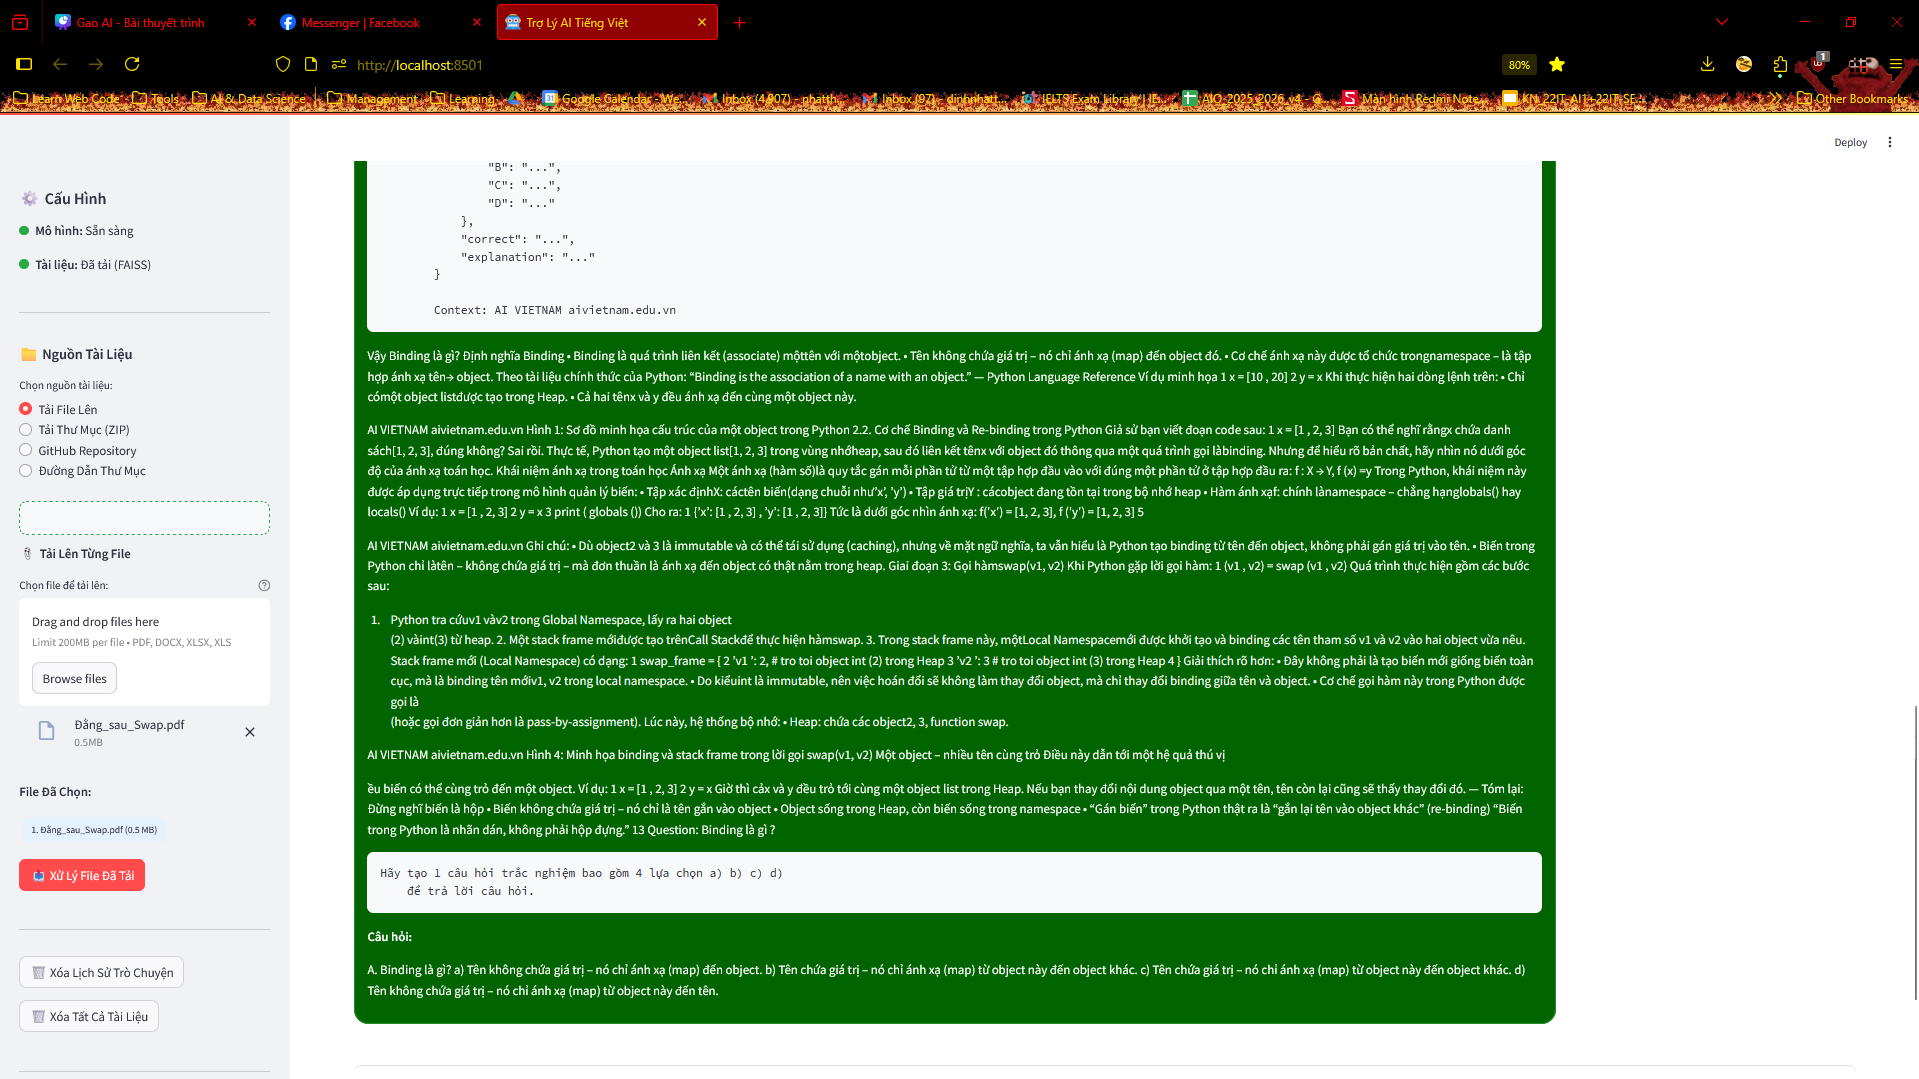 Gao AI - Bài thuyết trình
Messenger | Facebook
Trợ Lý AI Tiếng Việt
http://localhost:8501
80%
1
Learn Web Code
Tools
AI & Data Science
Management
Learning
Google Calendar - We...
Inbox (4,907) - nhatth...
Inbox (97) - dinhnhat...
IELTS Exam Library | IE...
AIO_2025_2026_v4 - G...
Màn hình Redmi Note...
KN_22IT-AI1+22IT-SE...
Other Bookmarks
Deploy
Cấu Hình
Mô hình: Sẵn sàng
Tài liệu: Đã tải (FAISS)
Nguồn Tài Liệu
Chọn nguồn tài liệu:
Tải File Lên
Tải Thư Mục (ZIP)
GitHub Repository
Đường Dẫn Thư Mục
Tải Lên Từng File
Chọn file để tải lên:
Drag and drop files here
Limit 200MB per file • PDF, DOCX, XLSX, XLS
Browse files
Đằng_sau_Swap.pdf
0.5MB
File Đã Chọn:
1. Đằng_sau_Swap.pdf (0.5 MB)
Xử Lý File Đã Tải
Xóa Lịch Sử Trò Chuyện
Xóa Tất Cả Tài Liệu
"B": "...",
"C": "...",
"D": "..."
},
"correct": "...",
"explanation": "..."
}
Context: AI VIETNAM aivietnam.edu.vn
Vậy Binding là gì? Định nghĩa Binding • Binding là quá trình liên kết (associate) mộttên với mộtobject. • Tên không chứa giá trị – nó chỉ ánh xạ (map) đến object đó. • Cơ chế ánh xạ này được tổ chức trongnamespace – là tập
hợp ánh xạ tên→ object. Theo tài liệu chính thức của Python: “Binding is the association of a name with an object.” — Python Language Reference Ví dụ minh họa 1 x = [10 , 20] 2 y = x Khi thực hiện hai dòng lệnh trên: • Chỉ
cómột object listđược tạo trong Heap. • Cả hai tênx và y đều ánh xạ đến cùng một object này.
AI VIETNAM aivietnam.edu.vn Hình 1: Sơ đồ minh họa cấu trúc của một object trong Python 2.2. Cơ chế Binding và Re-binding trong Python Giả sử bạn viết đoạn code sau: 1 x = [1 , 2, 3] Bạn có thể nghĩ rằngx chứa danh
sách[1, 2, 3], đúng không? Sai rồi. Thực tế, Python tạo một object list[1, 2, 3] trong vùng nhớheap, sau đó liên kết tênx với object đó thông qua một quá trình gọi làbinding. Nhưng để hiểu rõ bản chất, hãy nhìn nó dưới góc
độ của ánh xạ toán học. Khái niệm ánh xạ trong toán học Ánh xạ Một ánh xạ (hàm số)là quy tắc gán mỗi phần tử từ một tập hợp đầu vào với đúng một phần tử ở tập hợp đầu ra: f : X → Y, f (x) =y Trong Python, khái niệm này
được áp dụng trực tiếp trong mô hình quản lý biến: • Tập xác địnhX: cáctên biến(dạng chuỗi như’x’, ’y’) • Tập giá trịY : cácobject đang tồn tại trong bộ nhớ heap • Hàm ánh xạf: chính lànamespace – chẳng hạnglobals() hay
locals() Ví dụ: 1 x = [1 , 2, 3] 2 y = x 3 print ( globals ()) Cho ra: 1 {’x’: [1 , 2, 3] , ’y’: [1 , 2, 3]} Tức là dưới góc nhìn ánh xạ: f(′x′) = [1, 2, 3], f (′y′) = [1, 2, 3] 5
AI VIETNAM aivietnam.edu.vn Ghi chú: • Dù object2 và 3 là immutable và có thể tái sử dụng (caching), nhưng về mặt ngữ nghĩa, ta vẫn hiểu là Python tạo binding từ tên đến object, không phải gán giá trị vào tên. • Biến trong
Python chỉ làtên – không chứa giá trị – mà đơn thuần là ánh xạ đến object có thật nằm trong heap. Giai đoạn 3: Gọi hàmswap(v1, v2) Khi Python gặp lời gọi hàm: 1 (v1 , v2) = swap (v1 , v2) Quá trình thực hiện gồm các bước
sau:
1. Python tra cứuv1 vàv2 trong Global Namespace, lấy ra hai object
(2) vàint(3) từ heap. 2. Một stack frame mớiđược tạo trênCall Stackđể thực hiện hàmswap. 3. Trong stack frame này, mộtLocal Namespacemới được khởi tạo và binding các tên tham số v1 và v2 vào hai object vừa nêu.
Stack frame mới (Local Namespace) có dạng: 1 swap_frame = { 2 ’v1 ’: 2, # tro toi object int (2) trong Heap 3 ’v2 ’: 3 # tro toi object int (3) trong Heap 4 } Giải thích rõ hơn: • Đây không phải là tạo biến mới giống biến toàn
cục, mà là binding tên mớiv1, v2 trong local namespace. • Do kiểuint là immutable, nên việc hoán đổi sẽ không làm thay đổi object, mà chỉ thay đổi binding giữa tên và object. • Cơ chế gọi hàm này trong Python được
gọi là
(hoặc gọi đơn giản hơn là pass-by-assignment). Lúc này, hệ thống bộ nhớ: • Heap: chứa các object2, 3, function swap.
AI VIETNAM aivietnam.edu.vn Hình 4: Minh họa binding và stack frame trong lời gọi swap(v1, v2) Một object – nhiều tên cùng trỏ Điều này dẫn tới một hệ quả thú vị
ều biến có thể cùng trỏ đến một object. Ví dụ: 1 x = [1 , 2, 3] 2 y = x Giờ thì cảx và y đều trỏ tới cùng một object list trong Heap. Nếu bạn thay đổi nội dung object qua một tên, tên còn lại cũng sẽ thấy thay đổi đó. — Tóm lại:
Đừng nghĩ biến là hộp • Biến không chứa giá trị – nó chỉ là tên gắn vào object • Object sống trong Heap, còn biến sống trong namespace • “Gán biến” trong Python thật ra là “gắn lại tên vào object khác” (re-binding) “Biến
trong Python là nhãn dán, không phải hộp đựng.” 13 Question: Binding là gì ?
Hãy tạo 1 câu hỏi trắc nghiệm bao gồm 4 lựa chọn a) b) c) d)
để trả lời câu hỏi.
Câu hỏi:
A. Binding là gì? a) Tên không chứa giá trị – nó chỉ ánh xạ (map) đến object. b) Tên chứa giá trị – nó chỉ ánh xạ (map) từ object này đến object khác. c) Tên chứa giá trị – nó chỉ ánh xạ (map) từ object này đến object khác. d)
Tên không chứa giá trị – nó chỉ ánh xạ (map) từ object này đến tên.